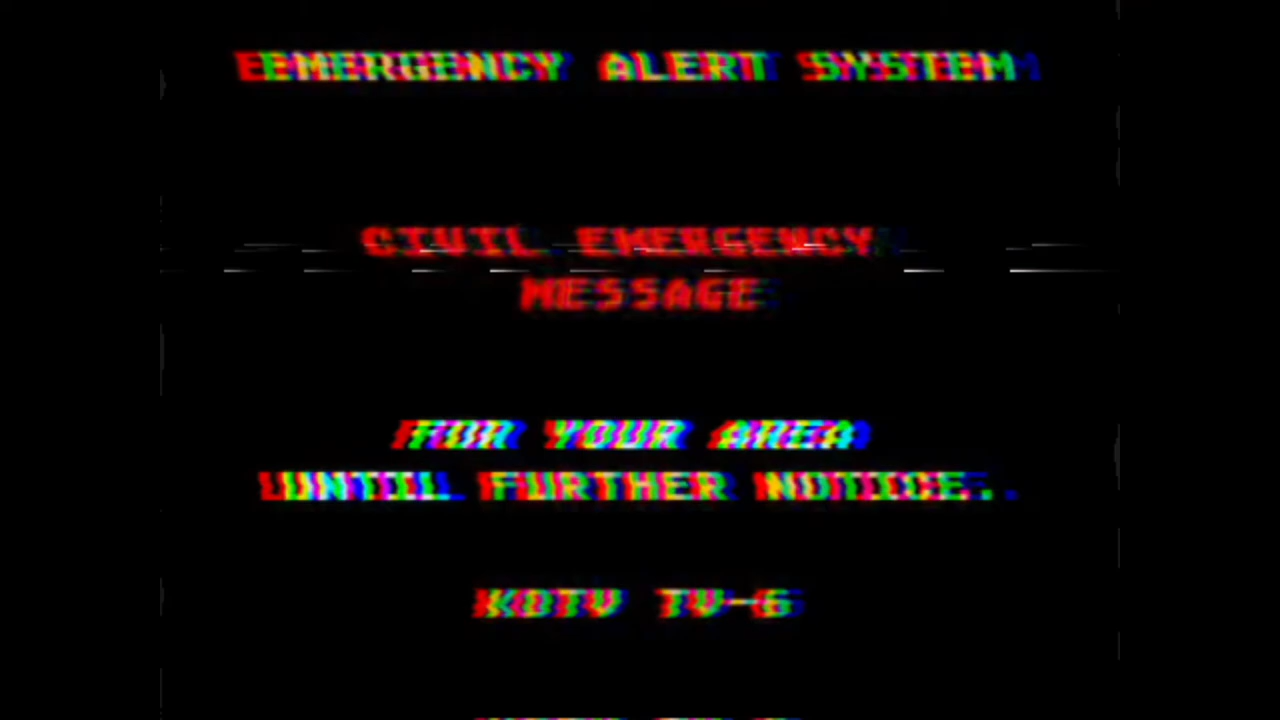 EMERGENCY ALERT SYSTEM
CIVIL EMERGENCY
MESSAGE
FOR YOUR AREA
UNTIL FURTHER NOTICE.
KOTV TV-6